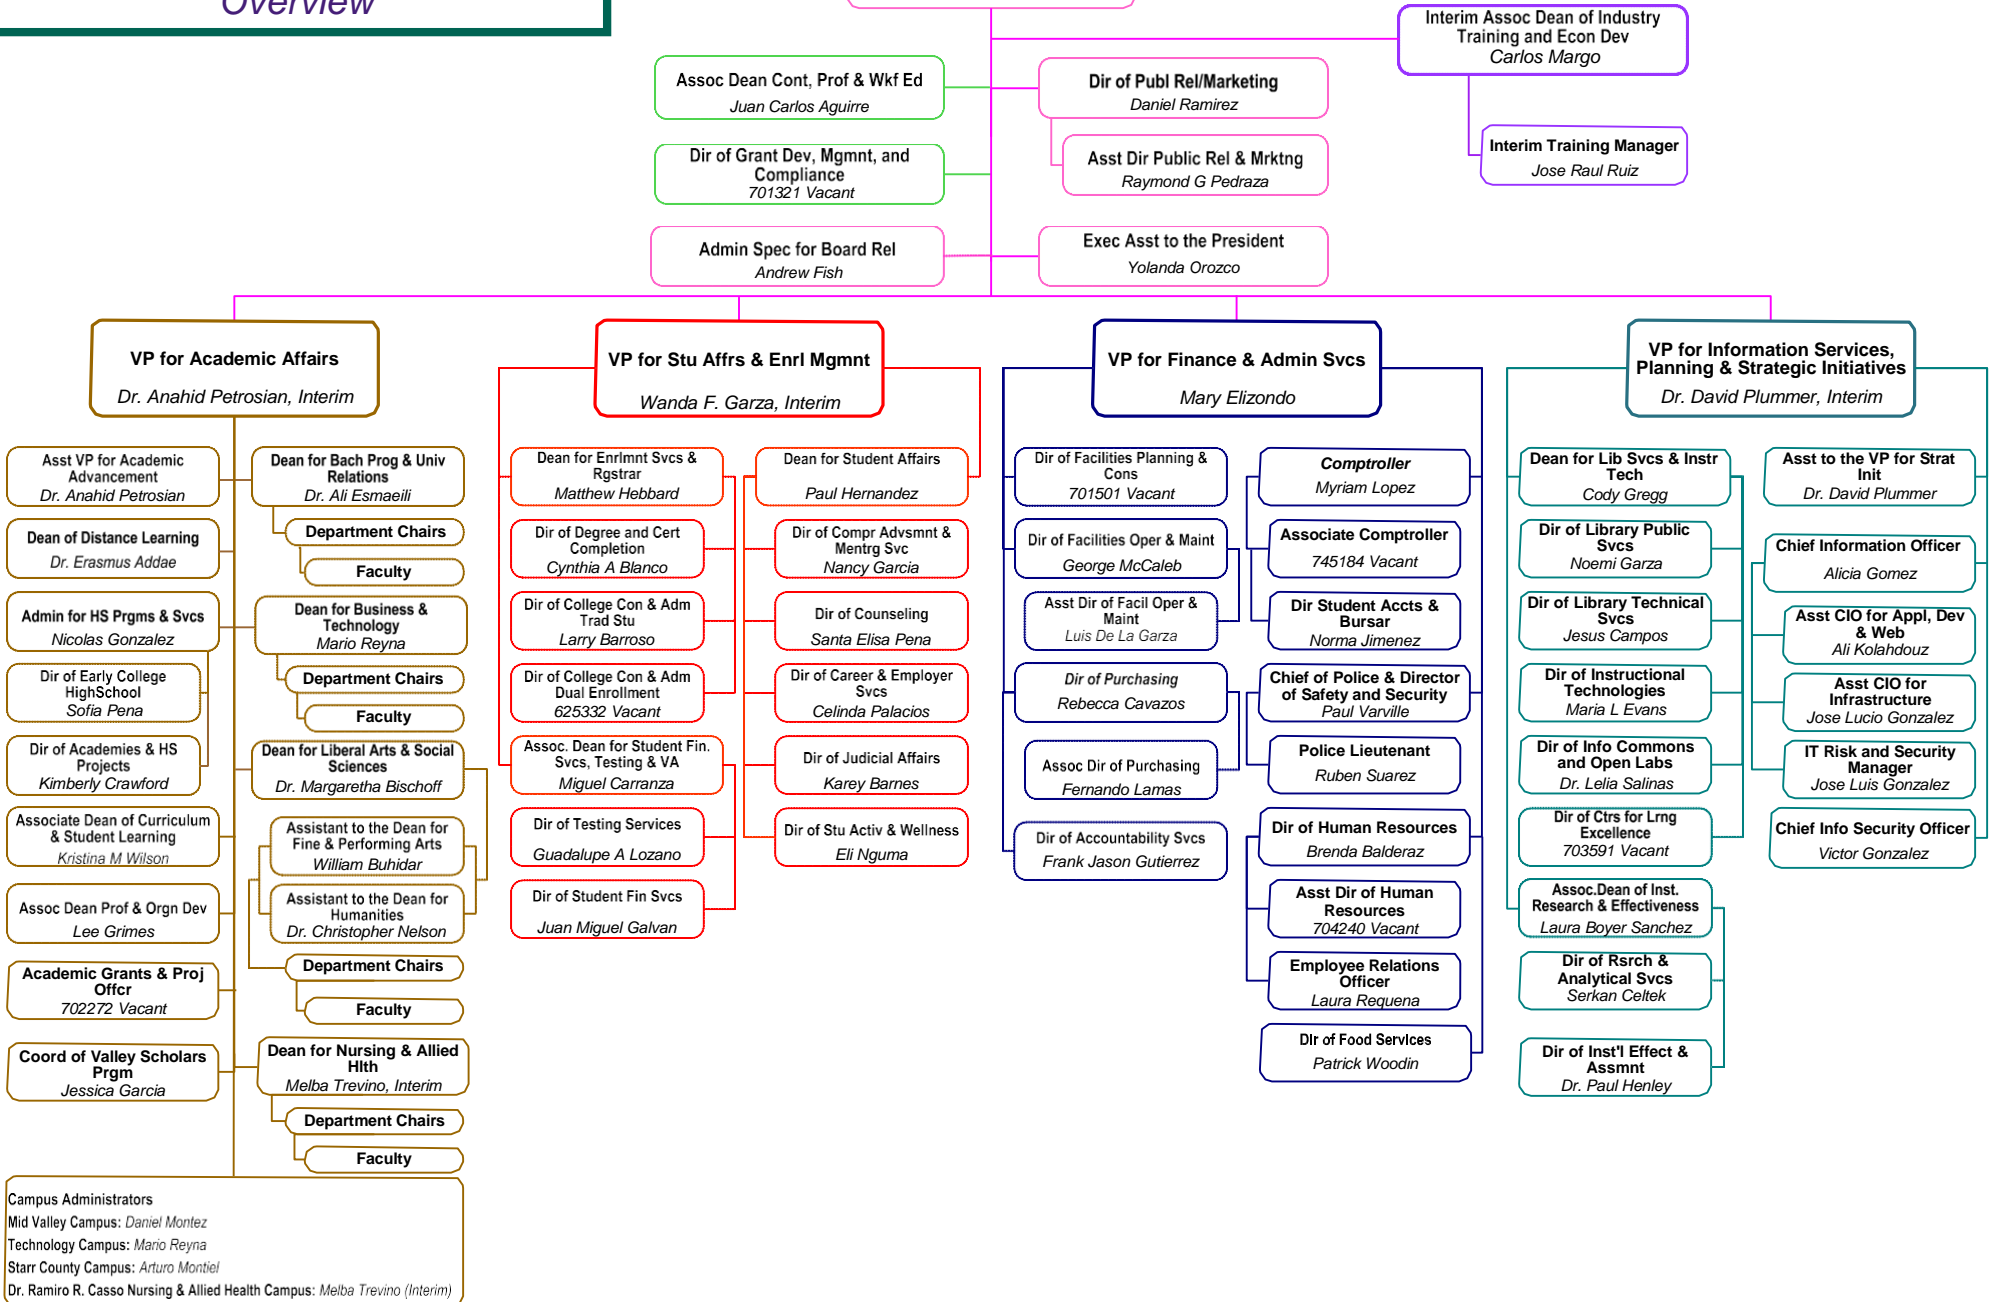 Overview
Interim Assoc Dean of Industry
Training and Econ Dev
Carlos Margo
Assoc Dean Cont, Prof & Wkf Ed
Juan Carlos Aguirre
Dir of Publ Rel/Marketing
Daniel Ramirez
Interim Training Manager
Jose Raul Ruiz
Dir of Grant Dev, Mgmnt, and
Compliance
701321 Vacant
Asst Dir Public Rel & Mrktng
Raymond G Pedraza
Admin Spec for Board Rel
Andrew Fish
Exec Asst to the President
Yolanda Orozco
VP for Academic Affairs
Dr. Anahid Petrosian, Interim
Asst VP for Academic
Advancement
Dr. Anahid Petrosian
Dean of Distance Learning
Dr. Erasmus Addae
Admin for HS Prgms & Svcs
Nicolas Gonzalez
Dir of Early College
HighSchool
Sofia Pena
Dir of Academies & HS
Projects
Kimberly Crawford
Associate Dean of Curriculum
& Student Learning
Kristina M Wilson
Assoc Dean Prof & Orgn Dev
Lee Grimes
Academic Grants & Proj
Offcr
702272 Vacant
Coord of Valley Scholars
Prgm
Jessica Garcia
Dean for Bach Prog & Univ
Relations
Dr. Ali Esmaeili
Department Chairs
Faculty
Dean for Business &
Technology
Mario Reyna
Department Chairs
Faculty
Dean for Liberal Arts & Social
Sciences
Dr. Margaretha Bischoff
Assistant to the Dean for
Fine & Performing Arts
William Buhidar
Assistant to the Dean for
Humanities
Dr. Christopher Nelson
Department Chairs
Faculty
Dean for Nursing & Allied
Hlth
Melba Trevino, Interim
Department Chairs
Faculty
Campus Administrators
Mid Valley Campus: Daniel Montez
Technology Campus: Mario Reyna
Starr County Campus: Arturo Montiel
Dr. Ramiro R. Casso Nursing & Allied Health Campus: Melba Trevino (Interim)
VP for Stu Affrs & Enrl Mgmnt
Wanda F. Garza, Interim
Dean for Enrlmnt Svcs &
Rgstrar
Matthew Hebbard
Dir of Degree and Cert
Completion
Cynthia A Blanco
Dir of College Con & Adm
Trad Stu
Larry Barroso
Dir of College Con & Adm
Dual Enrollment
625332 Vacant
Assoc. Dean for Student Fin.
Svcs, Testing & VA
Miguel Carranza
Dir of Testing Services
Guadalupe A Lozano
Dir of Student Fin Svcs
Juan Miguel Galvan
Dean for Student Affairs
Paul Hernandez
Dir of Compr Advsmnt &
Mentrg Svc
Nancy Garcia
Dir of Counseling
Santa Elisa Pena
Dir of Career & Employer
Svcs
Celinda Palacios
Dir of Judicial Affairs
Karey Barnes
Dir of Stu Activ & Wellness
Eli Nguma
VP for Finance & Admin Svcs
Mary Elizondo
Dir of Facilities Planning &
Cons
701501 Vacant
Dir of Facilities Oper & Maint
George McCaleb
Asst Dir of Facil Oper &
Maint
Luis De La Garza
Dir of Purchasing
Rebecca Cavazos
Assoc Dir of Purchasing
Fernando Lamas
Dir of Accountability Svcs
Frank Jason Gutierrez
Comptroller
Myriam Lopez
Associate Comptroller
745184 Vacant
Dir Student Accts &
Bursar
Norma Jimenez
Chief of Police & Director
of Safety and Security
Paul Varville
Police Lieutenant
Ruben Suarez
Dir of Human Resources
Brenda Balderaz
Asst Dir of Human
Resources
704240 Vacant
Employee Relations
Officer
Laura Requena
Dir of Food Services
Patrick Woodin
VP for Information Services,
Planning & Strategic Initiatives
Dr. David Plummer, Interim
Dean for Lib Svcs & Instr
Tech
Cody Gregg
Dir of Library Public
Svcs
Noemi Garza
Dir of Library Technical
Svcs
Jesus Campos
Dir of Instructional
Technologies
Maria L Evans
Dir of Info Commons
and Open Labs
Dr. Lelia Salinas
Dir of Ctrs for Lrng
Excellence
703591 Vacant
Assoc.Dean of Inst.
Research & Effectiveness
Laura Boyer Sanchez
Dir of Rsrch &
Analytical Svcs
Serkan Celtek
Dir of Inst'l Effect &
Assmnt
Dr. Paul Henley
Asst to the VP for Strat
Init
Dr. David Plummer
Chief Information Officer
Alicia Gomez
Asst CIO for Appl, Dev
& Web
Ali Kolahdouz
Asst CIO for
Infrastructure
Jose Lucio Gonzalez
IT Risk and Security
Manager
Jose Luis Gonzalez
Chief Info Security Officer
Victor Gonzalez